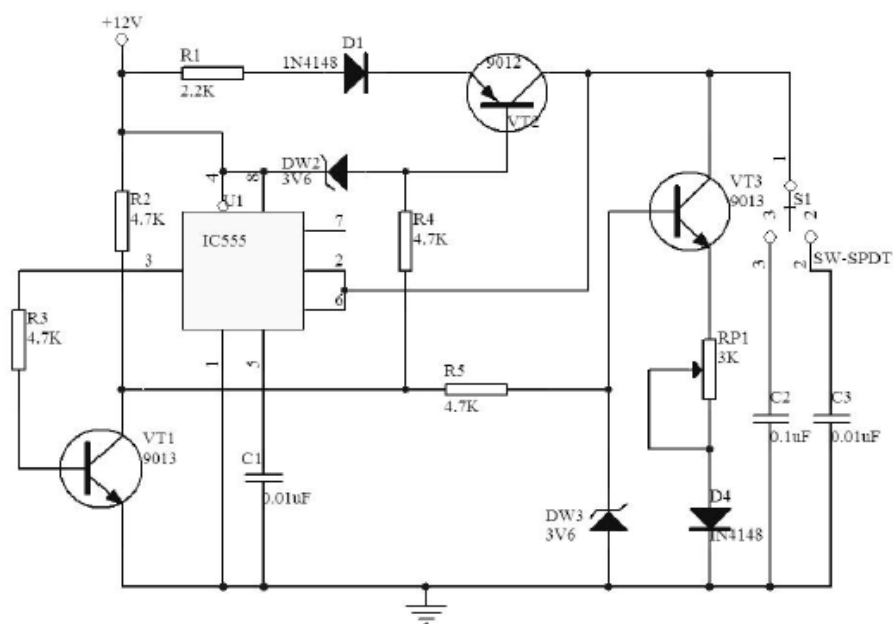 +12V
R1
2.2K
D1
1N4148
9012
VT2
DW2
3V6
4
8
U1
R2
4.7K
IC555
7
2
6
3
1
5
R4
4.7K
VT3
9013
1
S1
3
2
3
2
SW-SPDT
R3
4.7K
R5
4.7K
RP1
3K
VT1
9013
C1
0.01uF
C2
0.1uF
C3
0.01uF
DW3
3V6
D4
1N4148